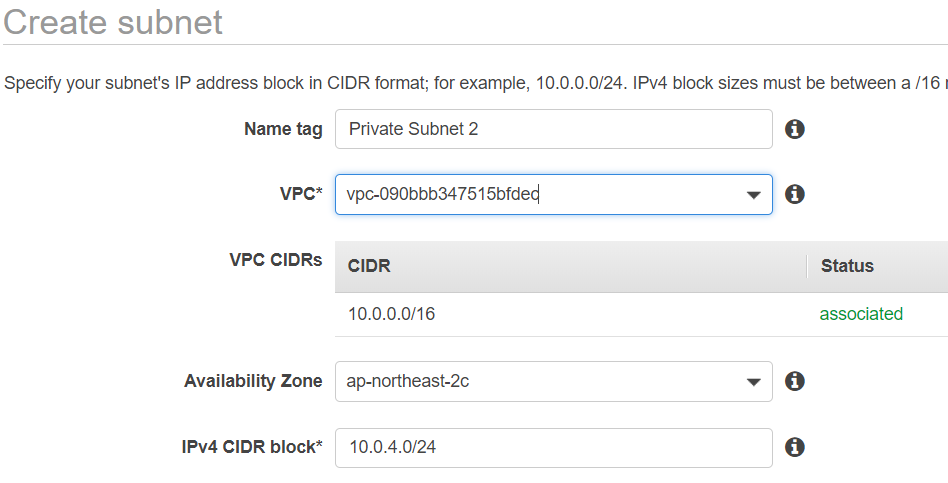 Create subnet
Specify your subnet's IP address block in CIDR format; for example, 10.0.0.0/24. IPv4 block sizes must be between a /16
Name tag Private Subnet 2
VPC* vpc-090bbb347515bfded
VPC CIDRs CIDR Status
10.0.0.0/16 associated
Availability Zone ap-northeast-2c
IPv4 CIDR block* 10.0.4.0/24